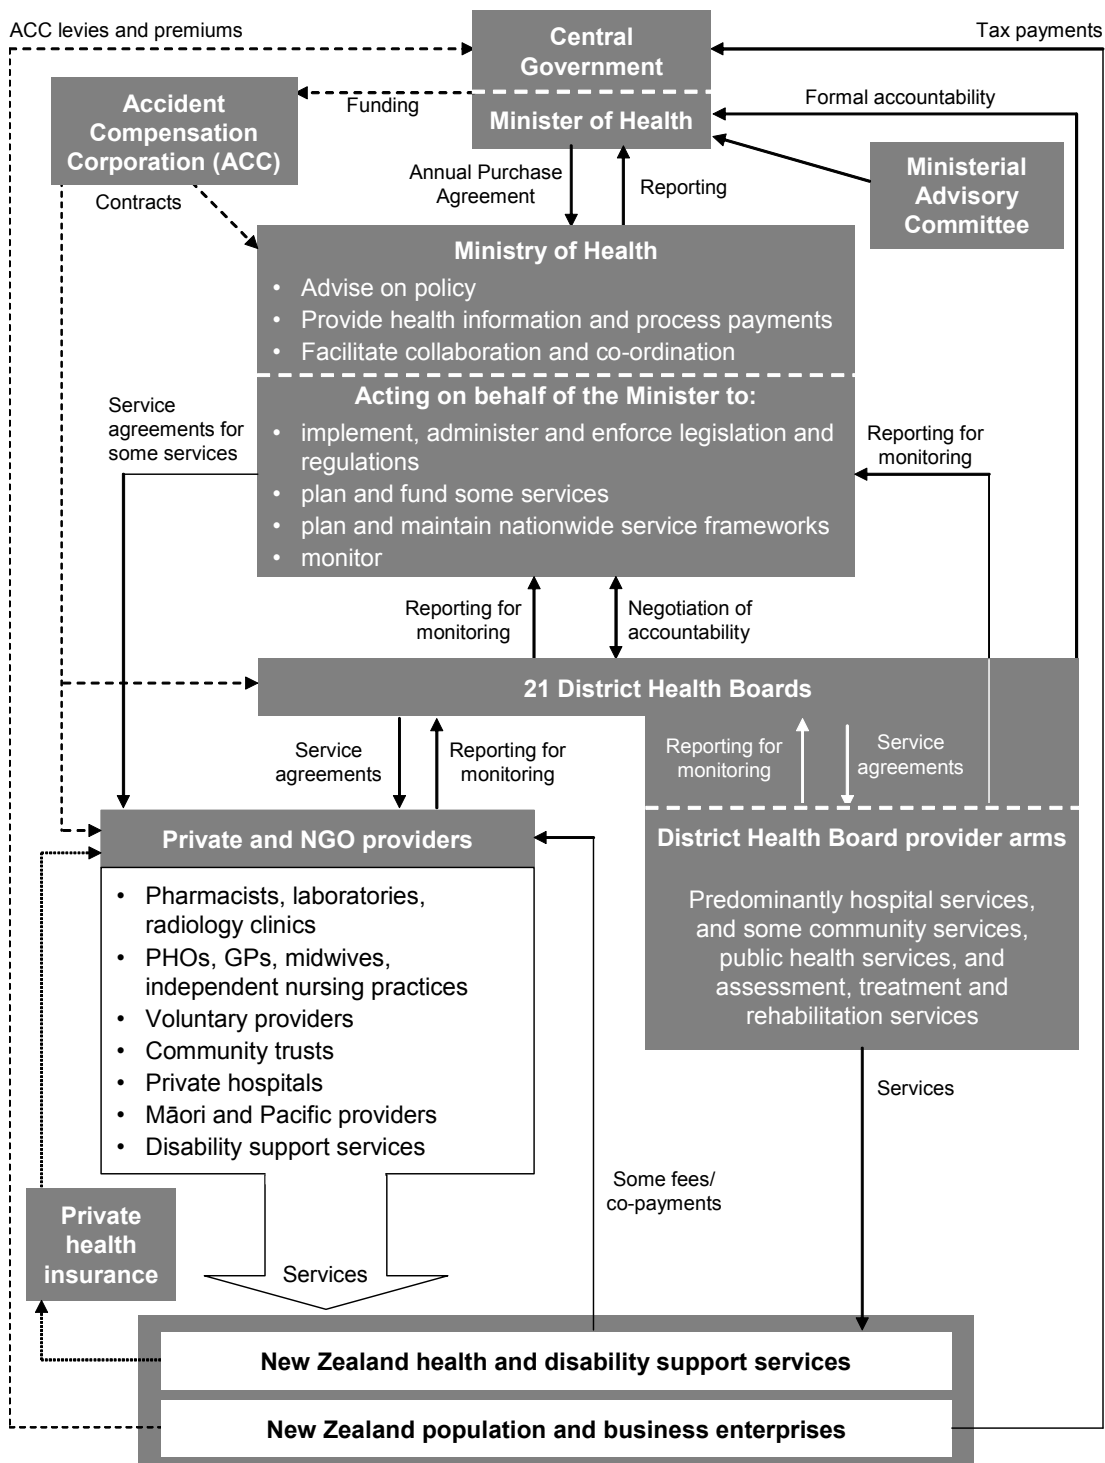 ACC levies and premiums
Central
Government
Tax payments
Accident
Compensation
Corporation (ACC)
Funding
Minister of Health
Formal accountability
Contracts
Annual Purchase
Agreement
Reporting
Ministerial
Advisory
Committee
Ministry of Health
• Advise on policy
• Provide health information and process payments
• Facilitate collaboration and co-ordination
Acting on behalf of the Minister to:
• implement, administer and enforce legislation and
regulations
• plan and fund some services
• plan and maintain nationwide service frameworks
• monitor
Service
agreements for
some services
Reporting for
monitoring
Reporting for
monitoring
Negotiation of
accountability
21 District Health Boards
Service
agreements
Reporting for
monitoring
Reporting for
monitoring
Service
agreements
Private and NGO providers
• Pharmacists, laboratories,
radiology clinics
• PHOs, GPs, midwives,
independent nursing practices
• Voluntary providers
• Community trusts
• Private hospitals
• Māori and Pacific providers
• Disability support services
District Health Board provider arms
Predominantly hospital services,
and some community services,
public health services, and
assessment, treatment and
rehabilitation services
Services
Some fees/
co-payments
Private
health
insurance
Services
New Zealand health and disability support services
New Zealand population and business enterprises